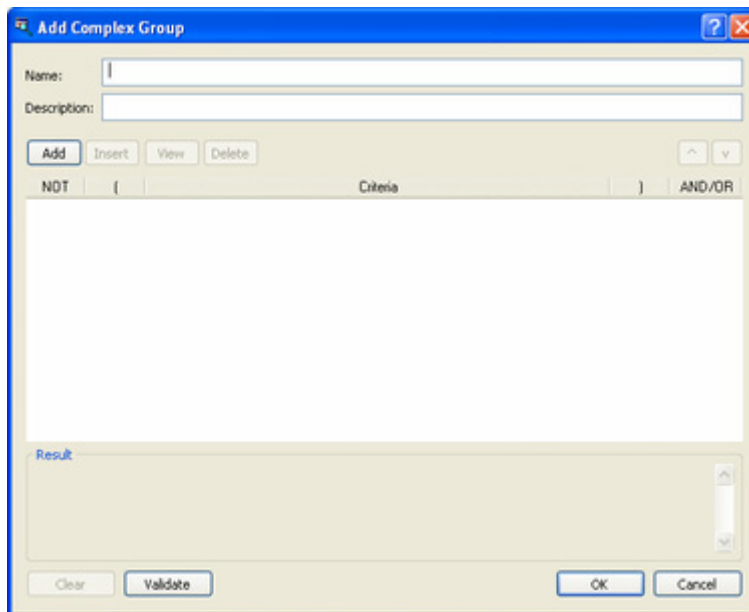 Add Complex Group
Name:
Description:
Add Insert View Delete ^ v
NOT ( Criteria ) AND/OR
Result
Clear Validate OK Cancel